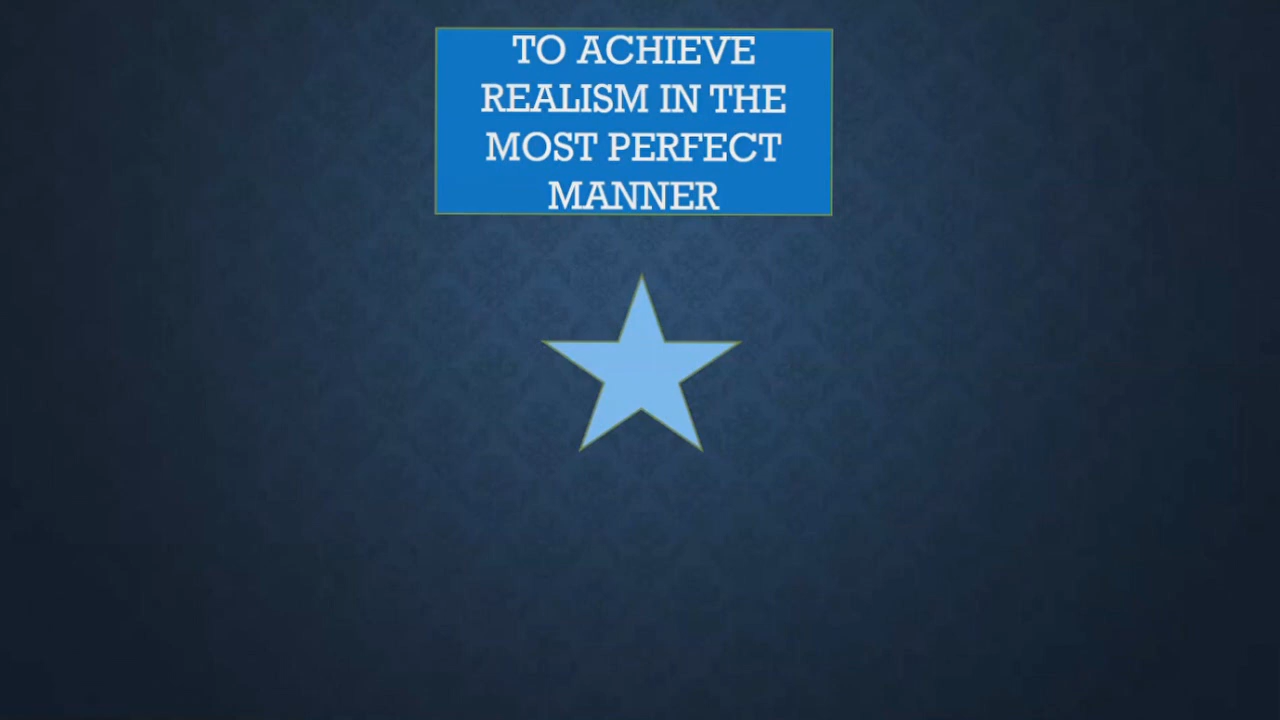 TO ACHIEVE
REALISM IN THE
MOST PERFECT
MANNER